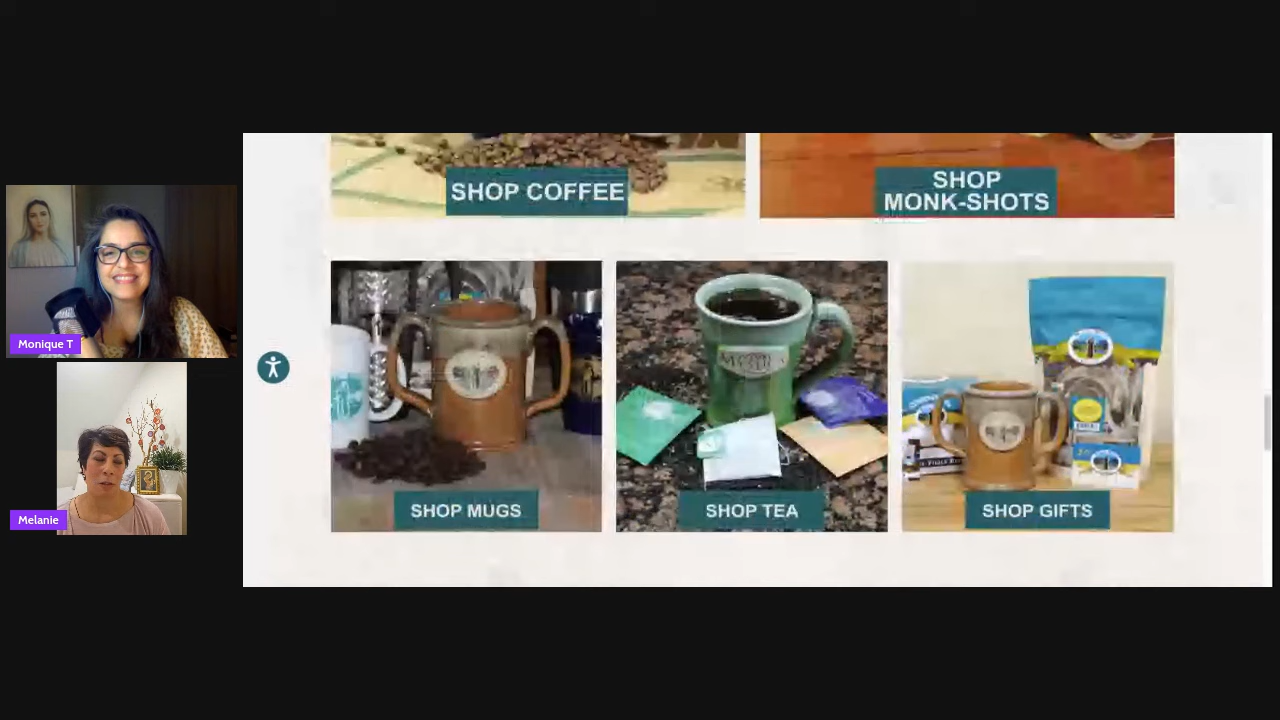 Monique T
Melanie
SHOP COFFEE
SHOP
MONK-SHOTS
SHOP MUGS
SHOP TEA
SHOP GIFTS